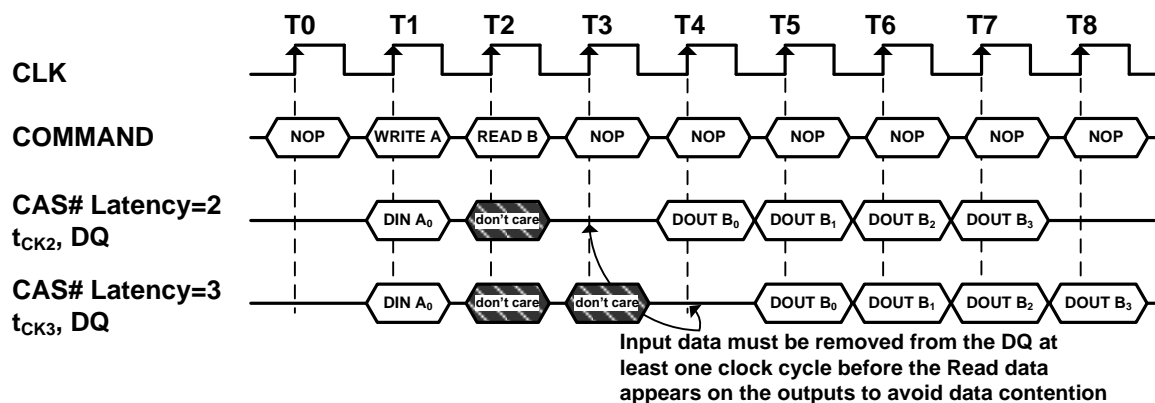 T0 T1 T2 T3 T4 T5 T6 T7 T8
CLK
COMMAND NOP WRITE A READ B NOP NOP NOP NOP NOP NOP
CAS# Latency=2
tCK2, DQ DIN A0 don't care DOUT B0 DOUT B1 DOUT B2 DOUT B3
CAS# Latency=3
tCK3, DQ DIN A0 don't care don't care DOUT B0 DOUT B1 DOUT B2 DOUT B3
Input data must be removed from the DQ at
least one clock cycle before the Read data
appears on the outputs to avoid data contention